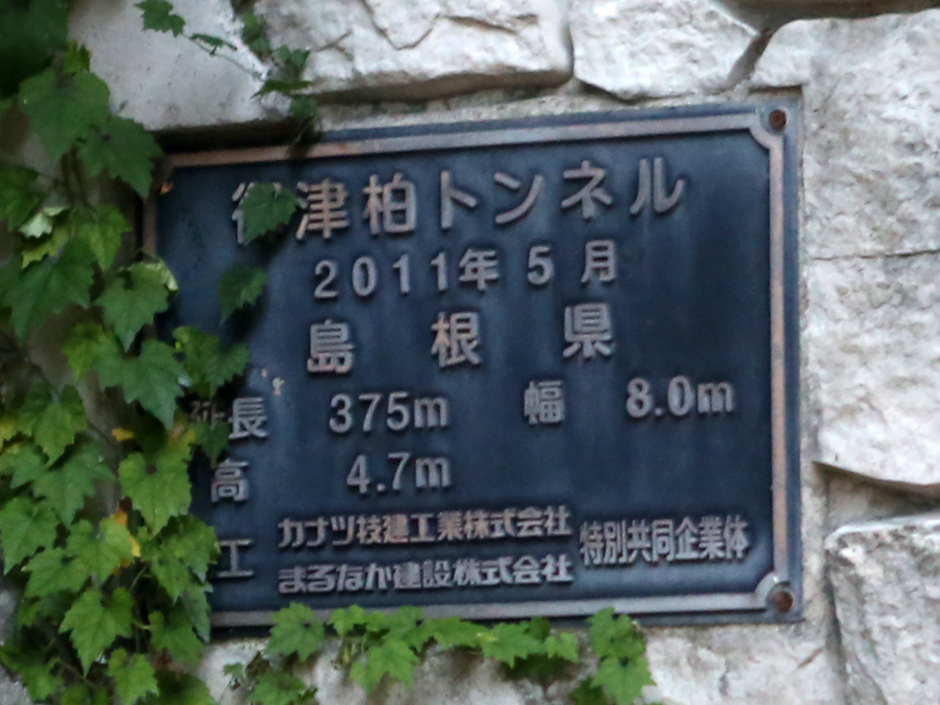 御津柏トンネル
2011年5月
島根県
延長 375m 幅 8.0m
高 4.7m
工 カナツ技建工業株式会社 特別共同企業体
まるなか建設株式会社